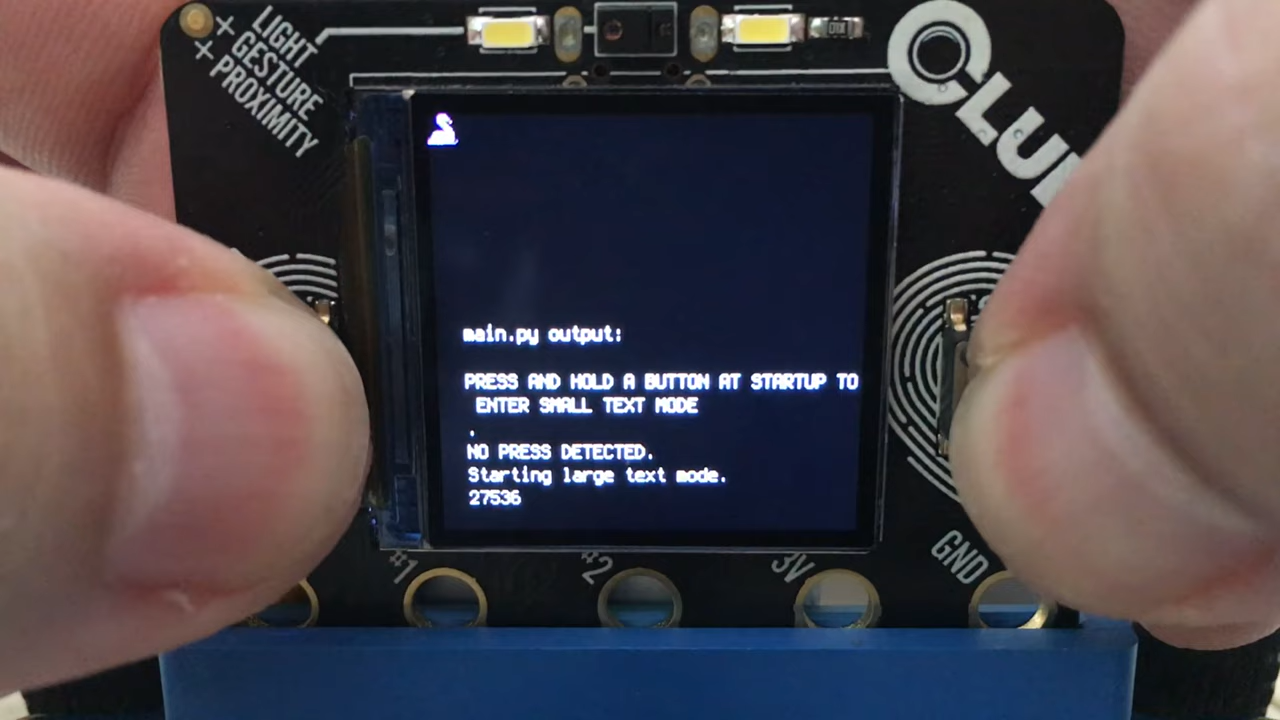 + LIGHT
+ GESTURE
+ PROXIMITY
CLU
main.py output:
PRESS AND HOLD A BUTTON AT STARTUP TO
ENTER SMALL TEXT MODE
.
NO PRESS DETECTED.
Starting large text mode.
27536
#1
#2
3V
GND